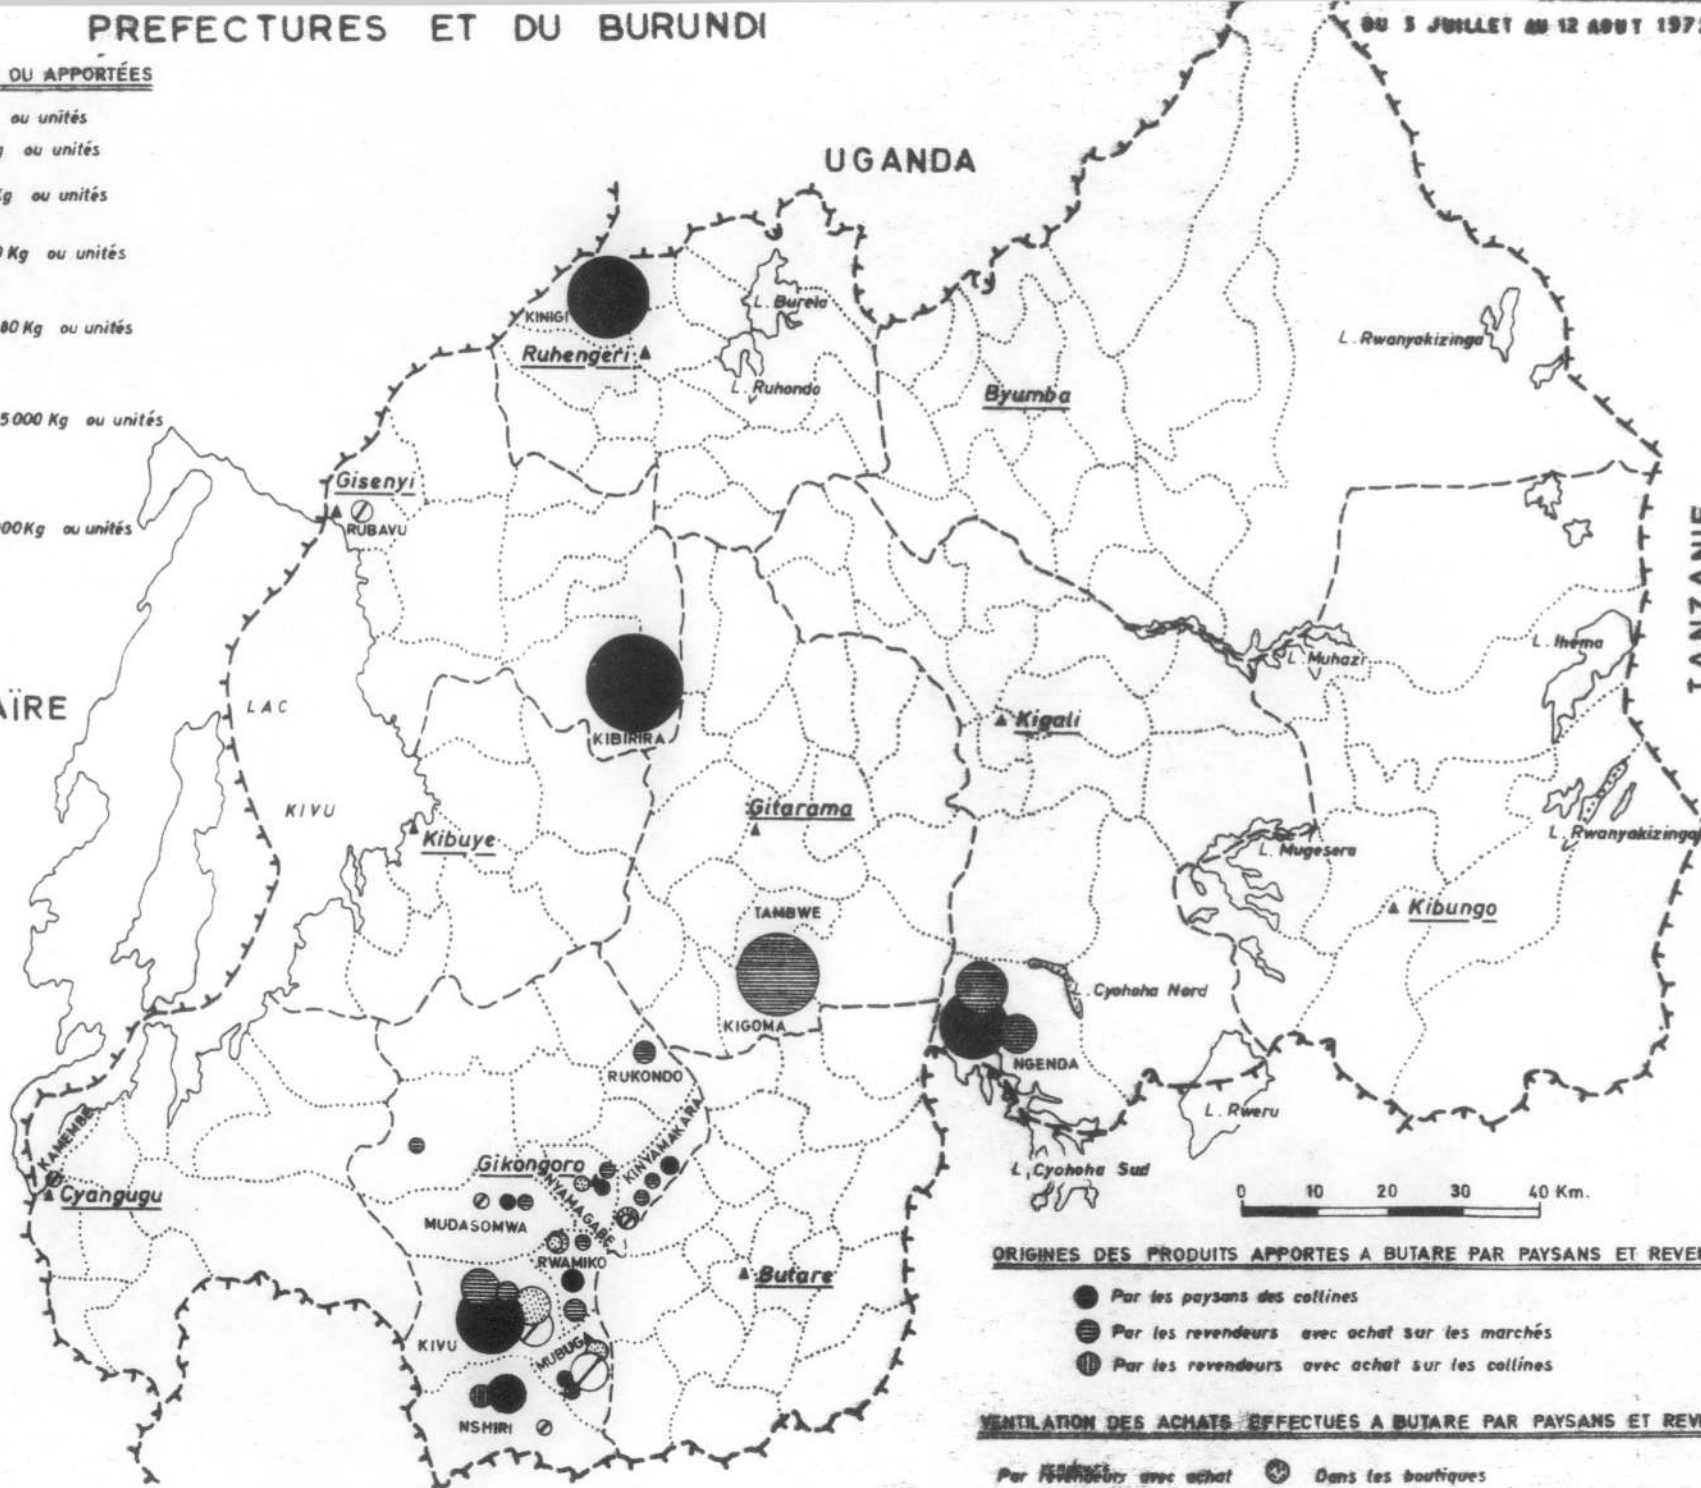 PREFECTURES ET DU BURUNDI
DU 3 JUILLET AU 12 AOUT
OU APPORTÉES
ou unités
ou unités
Kg ou unités
Kg ou unités
80 Kg ou unités
5000 Kg ou unités
000 Kg ou unités
UGANDA
KINIGI
L. Burela
L. Rwanyakizinga
Ruhengeri
L. Ruhondo
Byumba
Gisenyi
RUBAVU
TANZANIE
L. Ihema
L. Muhazi
AÏRE
LAC
KIBIRIRA
Kigali
KIVU
Gitarama
Kibuye
L. Mugesera
L. Rwanyakizinga
TAMBWE
Kibungo
L. Cyohoha Nord
KIGOMA
NGENDA
RUKONDO
L. Rweru
KAMEMBE
KINYAMAKARA
Gikongoro
L. Cyohoha Sud
Cyangugu
NYAMAGABE
0 10 20 30 40 Km.
MUDASOMWA
RWAMIKO
Butare
KIVU
MUBUGA
NSHIRI
ORIGINES DES PRODUITS APPORTES A BUTARE PAR PAYSANS ET
Par les paysans des collines
Par les revendeurs avec achat sur les marchés
Par les revendeurs avec achat sur les collines
VENTILATION DES ACHATS EFFECTUES A BUTARE PAR PAYSANS ET
Par revendeurs avec achat Dans les boutiques